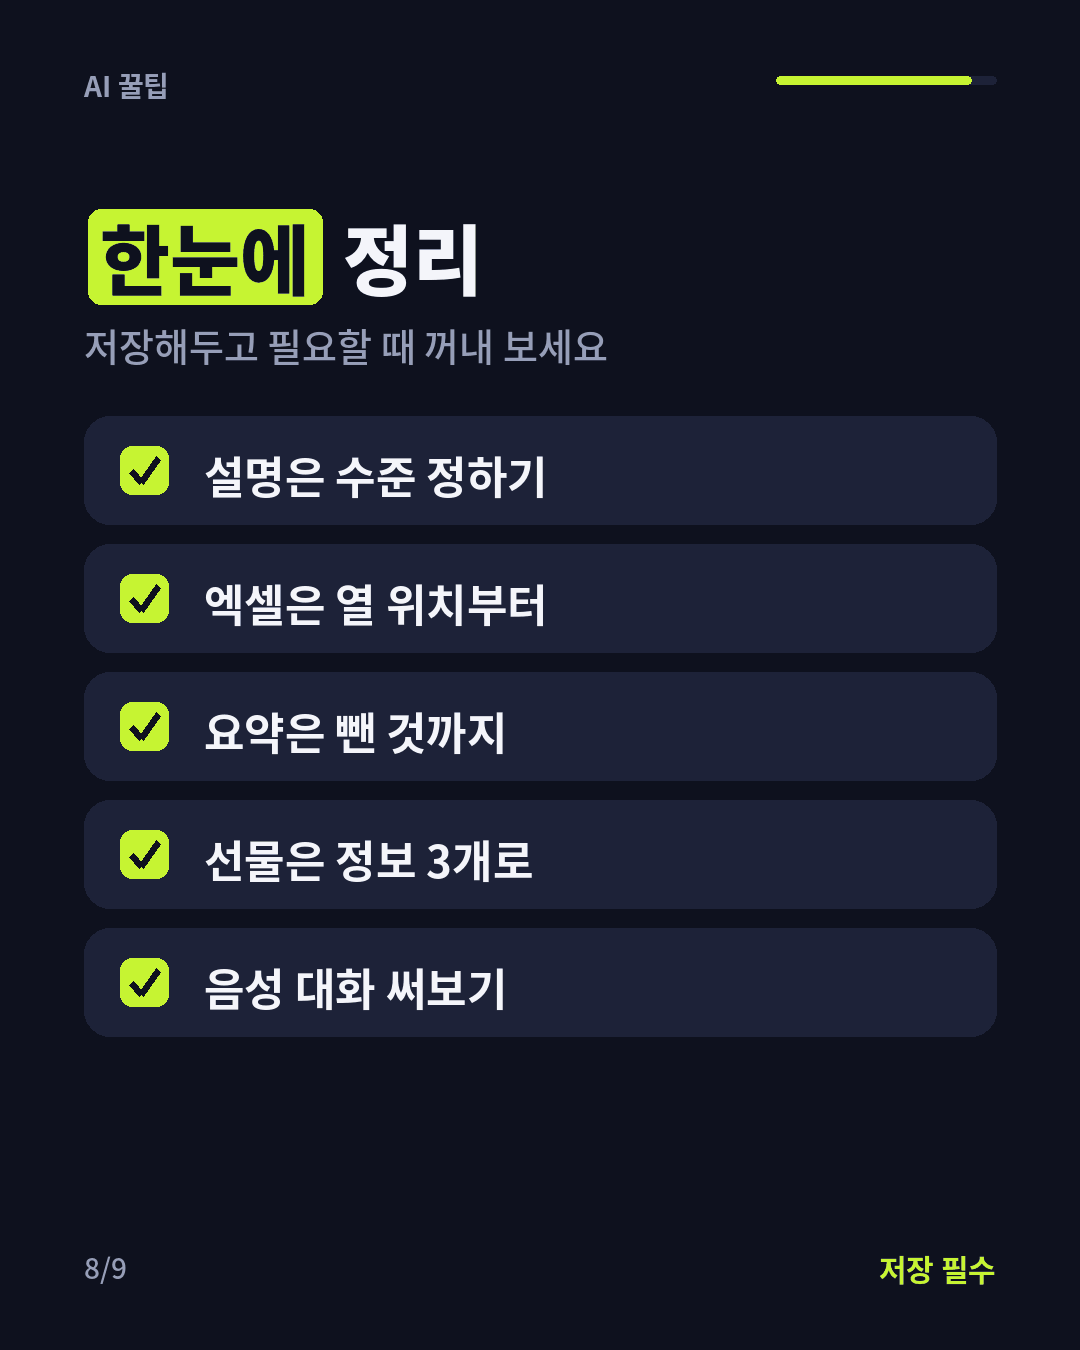 AI 꿀팁
한눈에 정리
저장해두고 필요할 때 꺼내 보세요
설명은 수준 정하기
엑셀은 열 위치부터
요약은 뺀 것까지
선물은 정보 3개로
음성 대화 써보기
8/9
저장 필수